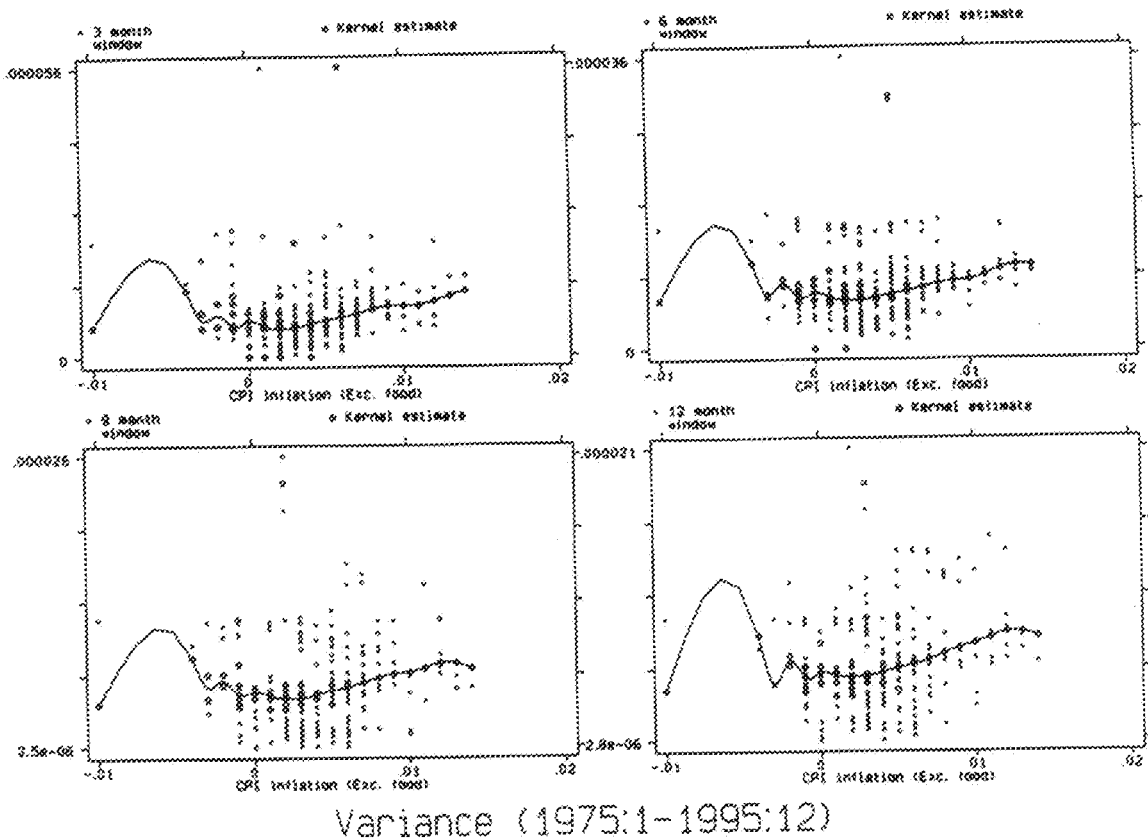 3 month
window
Kernel estimate
.000058
0
-.01
0
.01
.02
CPI Inflation (Exc. food)
6 month
window
Kernel estimate
.000036
0
-.01
0
.01
.02
CPI Inflation (Exc. food)
9 month
window
Kernel estimate
-.01
0
.01
.02
CPI Inflation (Exc. food)
12 month
window
Kernel estimate
.000021
-.01
0
.01
.02
CPI Inflation (Exc. food)
Variance (1975:1-1995:12)